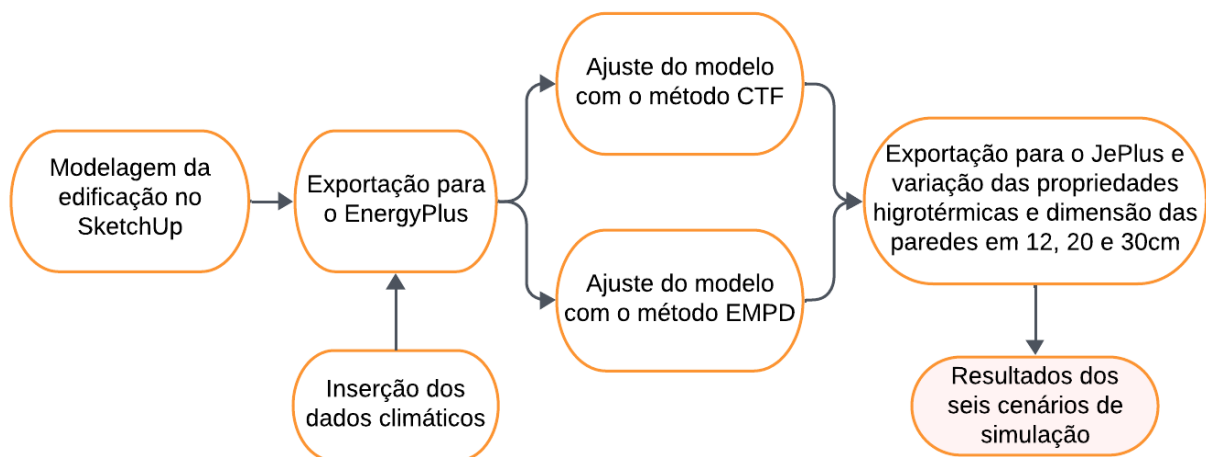 Modelagem da
edificação no
SketchUp
Exportação para
o EnergyPlus
Inserção dos
dados climáticos
Ajuste do modelo
com o método CTF
Ajuste do modelo
com o método EMPD
Exportação para o JePlus e
variação das propriedades
higrotérmicas e dimensão das
paredes em 12, 20 e 30cm
Resultados dos
seis cenários de
simulação